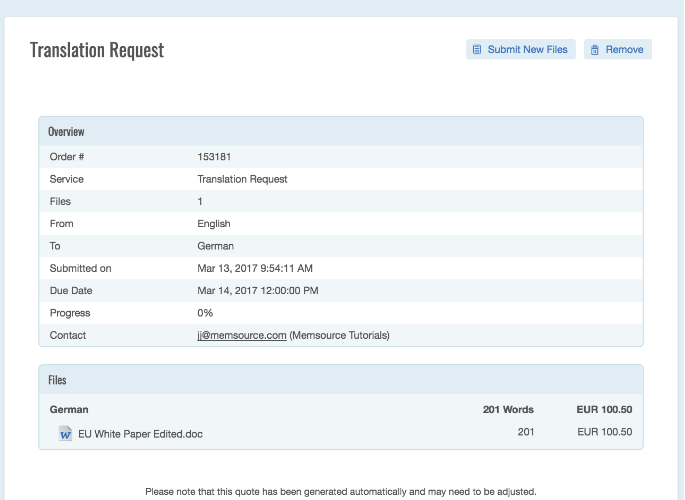 Translation Request
Submit New Files
Remove
Overview
Order # 153181
Service Translation Request
Files 1
From English
To German
Submitted on Mar 13, 2017 9:54:11 AM
Due Date Mar 14, 2017 12:00:00 PM
Progress 0%
Contact jj@memsource.com (Memsource Tutorials)
Files
German 201 Words EUR 100.50
W EU White Paper Edited.doc 201 EUR 100.50
Please note that this quote has been generated automatically and may need to be adjusted.